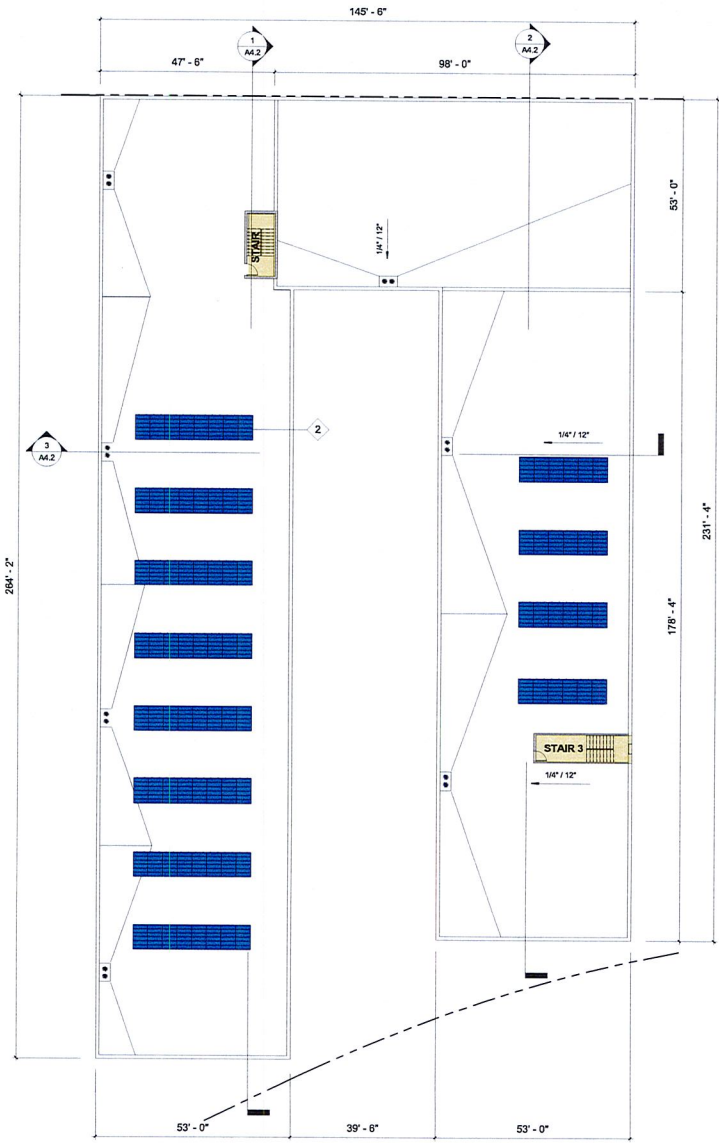 145' - 6"
1
A4.2
2
A4.2
47' - 6"
98' - 0"
53' - 0"
STAIR
1/4" / 12"
2
3
A4.2
1/4" / 12"
264' - 2"
231' - 4"
178' - 4"
STAIR 3
1/4" / 12"
53' - 0"
39' - 6"
53' - 0"